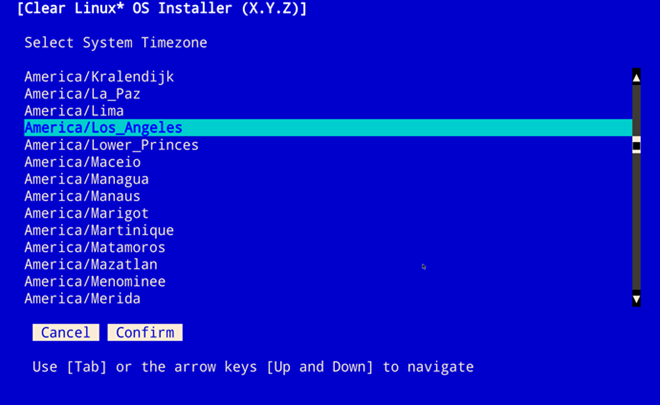 [Clear Linux* OS Installer (X.Y.Z)]
Select System Timezone
America/Kralendijk
America/La_Paz
America/Lima
America/Los_Angeles
America/Lower_Princes
America/Maceio
America/Managua
America/Manaus
America/Marigot
America/Martinique
America/Matamoros
America/Mazatlan
America/Menominee
America/Merida
Cancel Confirm
Use [Tab] or the arrow keys [Up and Down] to navigate